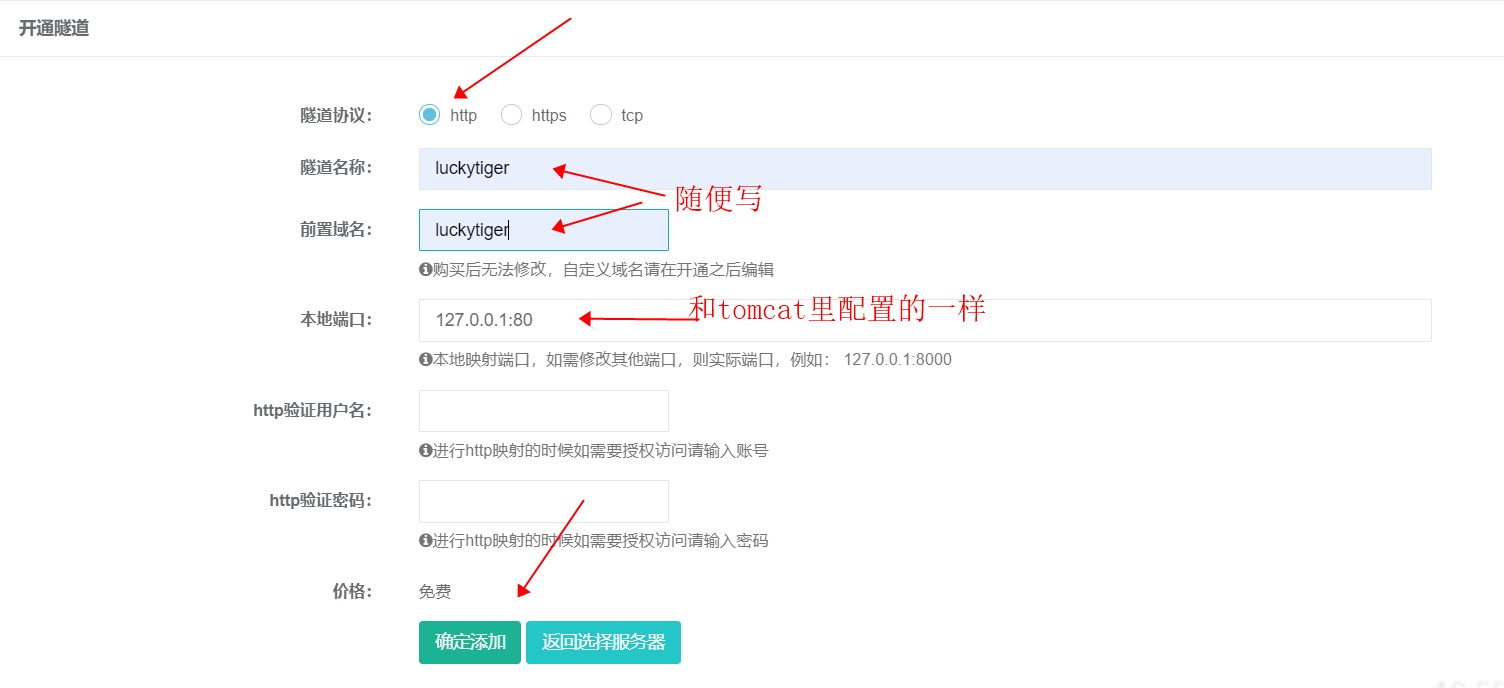 开通隧道
隧道协议： http https tcp
隧道名称： luckytiger
随便写
前置域名： luckytiger
购买后无法修改，自定义域名请在开通之后编辑
本地端口： 127.0.0.1:80 和tomcat里配置的一样
本地映射端口，如需修改其他端口，则实际端口，例如： 127.0.0.1:8000
http验证用户名：
进行http映射的时候如需要授权访问请输入账号
http验证密码：
进行http映射的时候如需要授权访问请输入密码
价格： 免费
确定添加 返回选择服务器